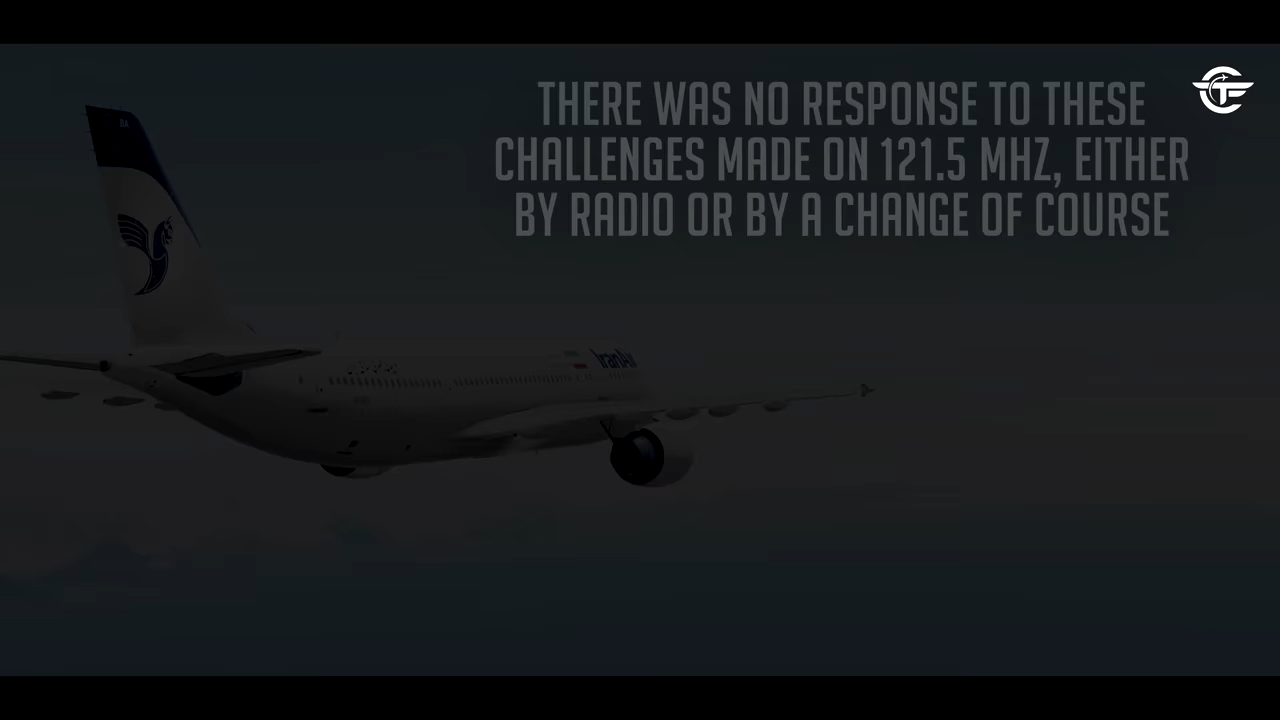 THERE WAS NO RESPONSE TO THESE
CHALLENGES MADE ON 121.5 MHZ, EITHER
BY RADIO OR BY A CHANGE OF COURSE
IranAir